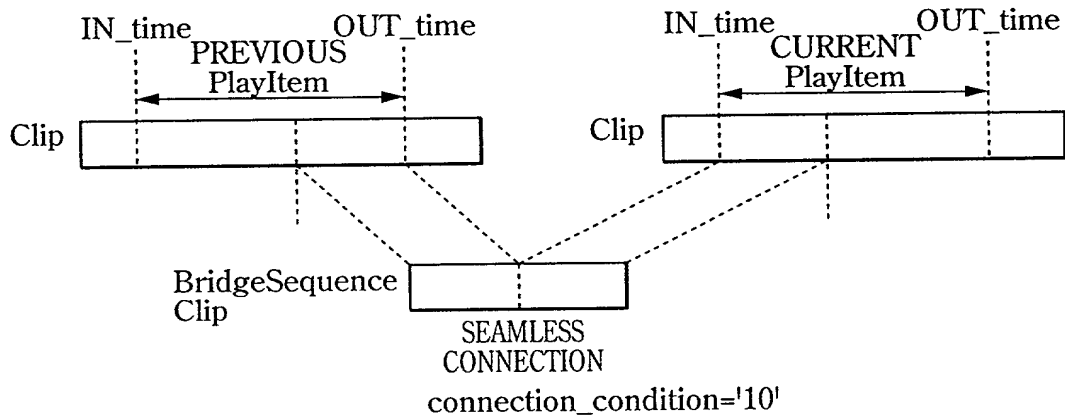 IN_time
OUT_time
PREVIOUS
PlayItem
Clip
IN_time
OUT_time
CURRENT
PlayItem
Clip
BridgeSequence
Clip
SEAMLESS
CONNECTION
connection_condition='10'